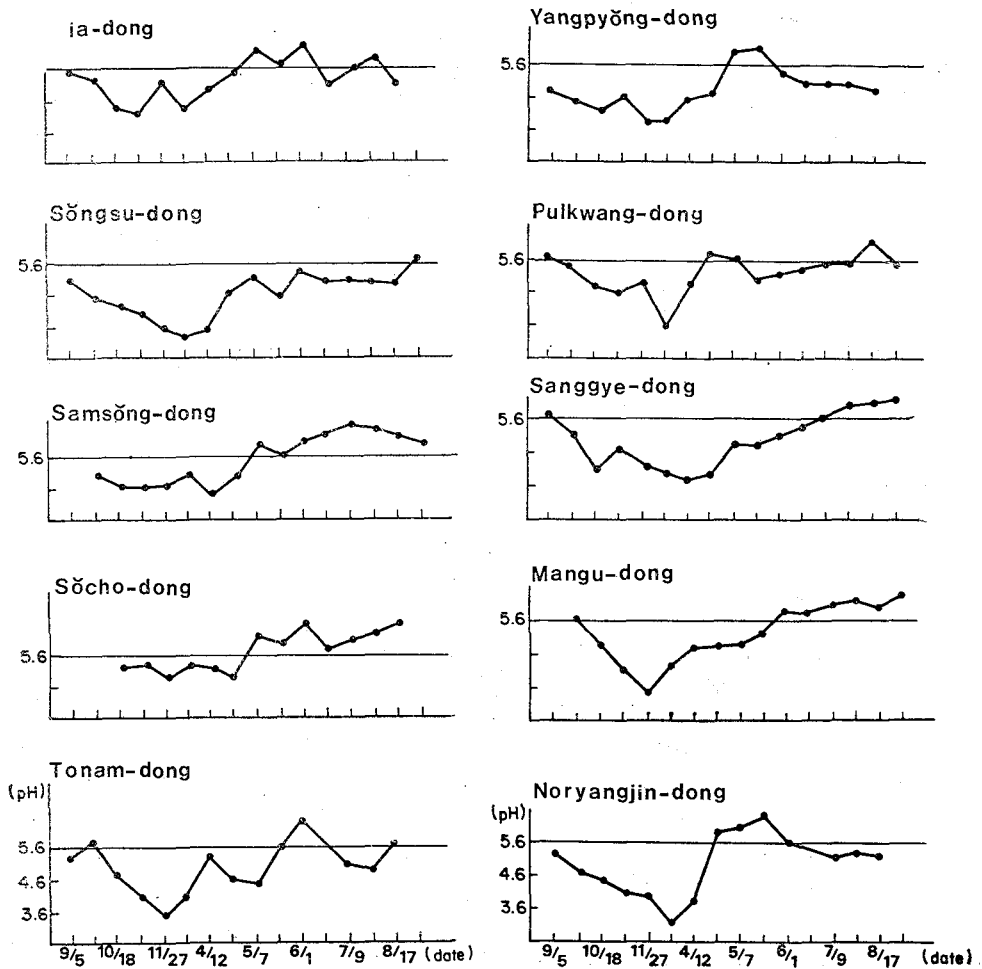 ia-dong
Yangpyŏng-dong
5.6
Sŏngsu-dong
5.6
Pulkwang-dong
5.6
Samsŏng-dong
5.6
Sanggye-dong
5.6
Sŏcho-dong
5.6
Mangu-dong
5.6
Tonam-dong
(pH)
5.6
4.6
3.6
9/5 10/18 11/27 4/12 5/7 6/1 7/9 8/17 (date)
Noryangjin-dong
(pH)
5.6
4.6
3.6
9/5 10/18 11/27 4/12 5/7 6/1 7/9 8/17 (date)